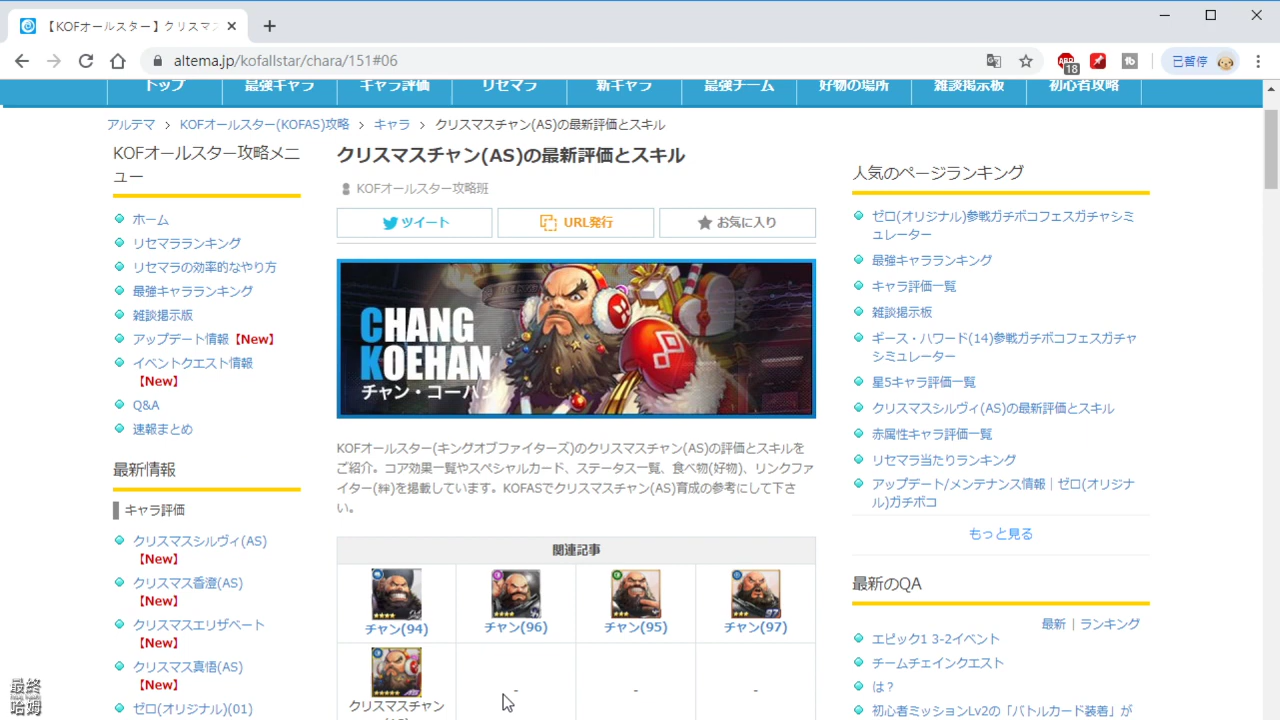 【KOFオールスター】クリスマス
altema.jp/kofallstar/chara/151#06
ABP
18
已暫停
トップ
最強キャラ
キャラ評価
リセマラ
新キャラ
最強チーム
好物の場所
雑談掲示板
初心者攻略
アルテマ > KOFオールスター(KOFAS)攻略 > キャラ > クリスマスチャン(AS)の最新評価とスキル
KOFオールスター攻略メニ
ュー
ホーム
リセマラランキング
リセマラの効率的なやり方
最強キャラランキング
雑談掲示版
アップデート情報【New】
イベントクエスト情報
【New】
Q&A
速報まとめ
最新情報
キャラ評価
クリスマスシルヴィ(AS)
【New】
クリスマス香澄(AS)
【New】
クリスマスエリザベート
【New】
クリスマス真悟(AS)
【New】
ゼロ(オリジナル)(01)
クリスマスチャン(AS)の最新評価とスキル
KOFオールスター攻略班
ツイート
URL発行
お気に入り
CHANG
KOEHAN
チャン・コーハン
KOFオールスター(キングオブファイターズ)のクリスマスチャン(AS)の評価とスキルを
ご紹介。コア効果一覧やスペシャルカード、ステータス一覧、食べ物(好物)、リンクファ
イター(絆)を掲載しています。KOFASでクリスマスチャン(AS)育成の参考にして下さ
い。
関連記事
チャン(94)
チャン(96)
チャン(95)
97
チャン(97)
クリスマスチャン
-
-
-
人気のページランキング
ゼロ(オリジナル)参戦ガチボコフェスガチャシミ
ュレーター
最強キャラランキング
キャラ評価一覧
雑談掲示板
ギース・ハワード(14)参戦ガチボコフェスガチャ
シミュレーター
星5キャラ評価一覧
クリスマスシルヴィ(AS)の最新評価とスキル
赤属性キャラ評価一覧
リセマラ当たりランキング
アップデート/メンテナンス情報｜ゼロ(オリジナ
ル)ガチボコ
もっと見る
最新のQA
最新｜ランキング
エピック1 3-2イベント
チームチェインクエスト
は？
初心者ミッションLv2の「バトルカード装着」が
最終
哈姆